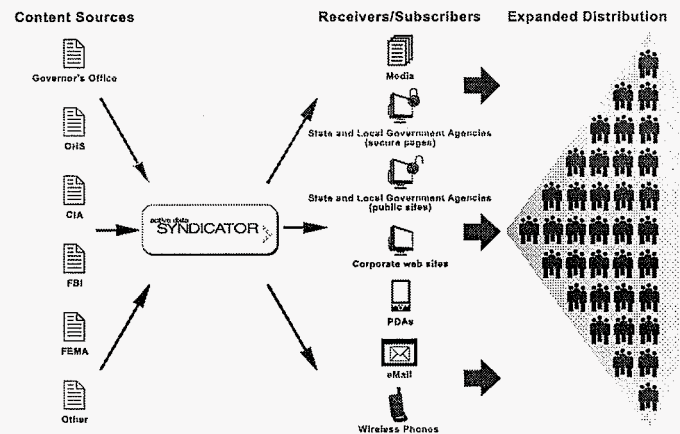 Content Sources
Receivers/Subscribers
Expanded Distribution
Governor's Office
OHS
CIA
FBI
FEMA
Other
active data
SYNDICATOR
Media
State and Local Government Agencies
(secure pages)
State and Local Government Agencies
(public sites)
Corporate web sites
PDAs
eMail
Wireless Phones